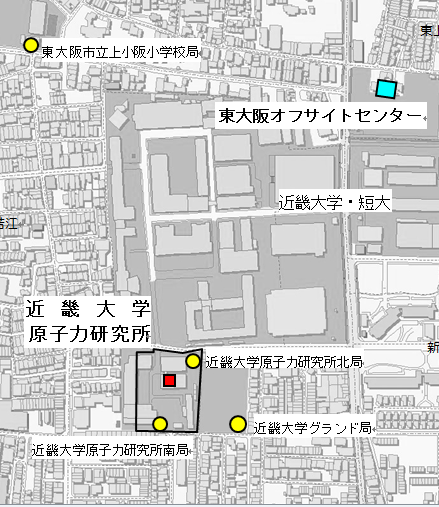 東大阪市立上小阪小学校局
東大阪オフサイトセンター
近畿大学・短大
若江
近畿大学
原子力研究所
新
近畿大学原子力研究所北局
近畿大学グランド局
近畿大学原子力研究所南局